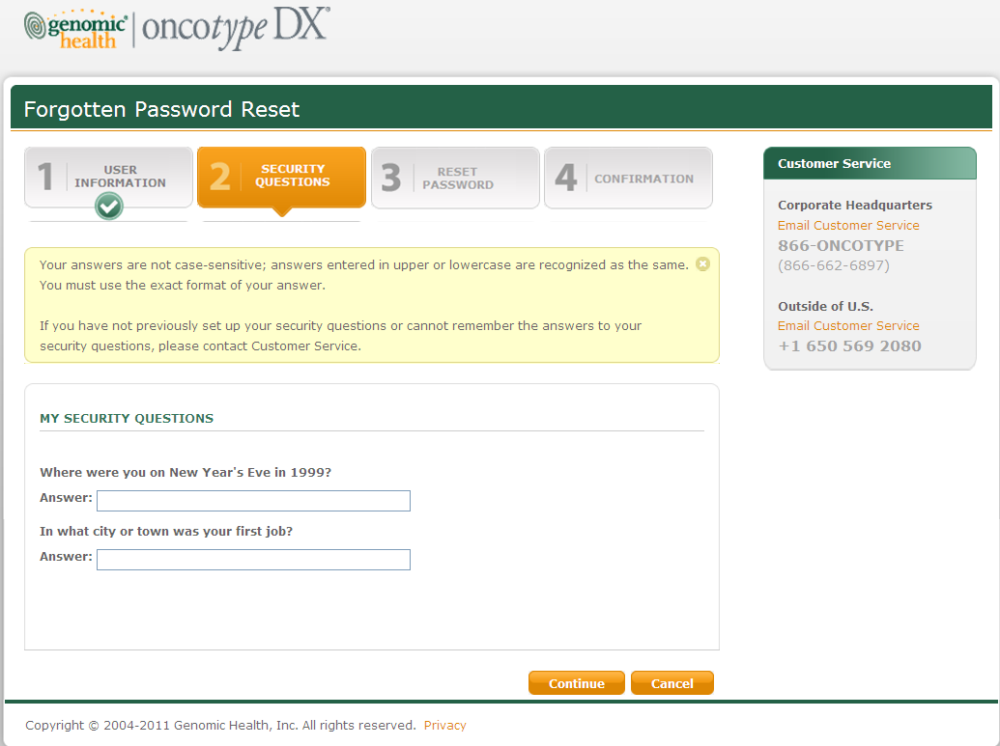 genomic health | oncotype DX®
Forgotten Password Reset
1 USER INFORMATION
2 SECURITY QUESTIONS
3 RESET PASSWORD
4 CONFIRMATION
Your answers are not case-sensitive; answers entered in upper or lowercase are recognized as the same.
You must use the exact format of your answer.
If you have not previously set up your security questions or cannot remember the answers to your
security questions, please contact Customer Service.
MY SECURITY QUESTIONS
Where were you on New Year's Eve in 1999?
Answer:
In what city or town was your first job?
Answer:
Continue
Cancel
Customer Service
Corporate Headquarters
Email Customer Service
866-ONCOTYPE
(866-662-6897)
Outside of U.S.
Email Customer Service
+1 650 569 2080
Copyright © 2004-2011 Genomic Health, Inc. All rights reserved. Privacy